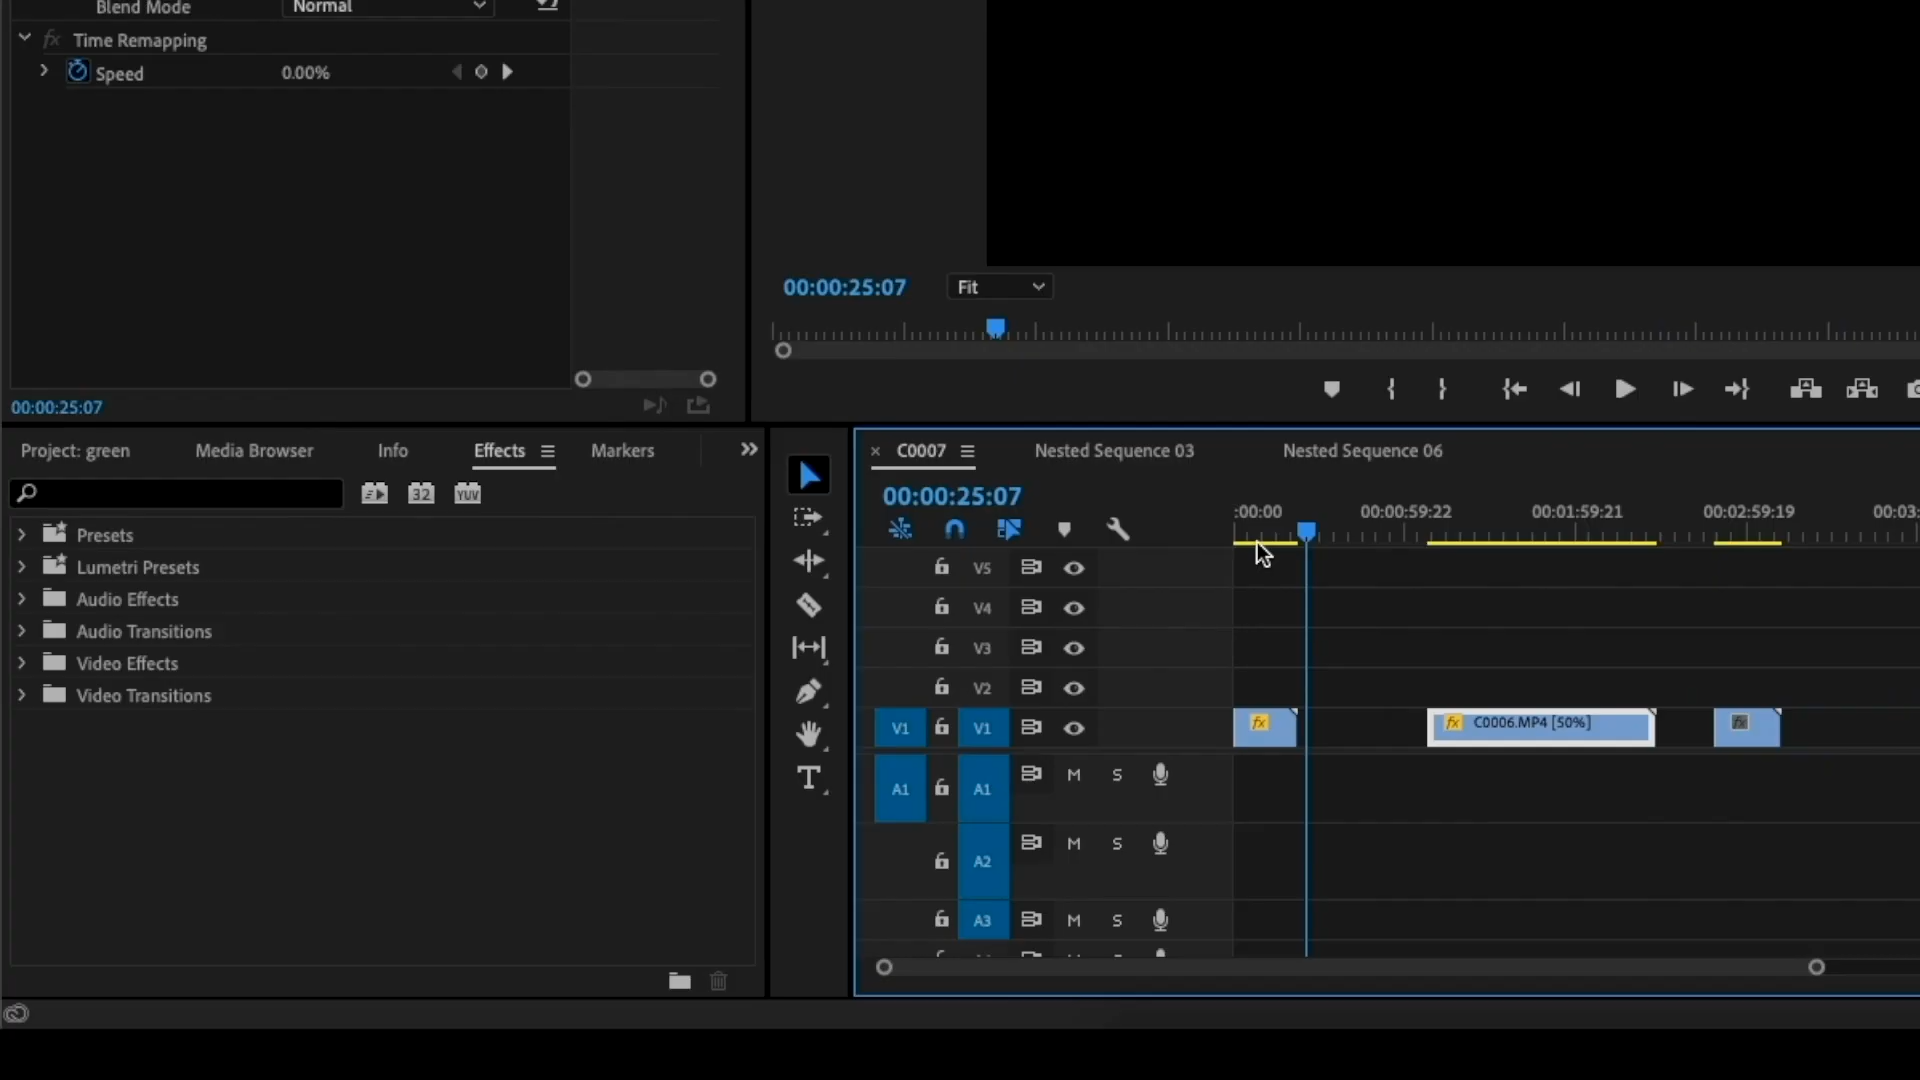 Blend Mode Normal
fx Time Remapping
Speed 0.00%
00:00:25:07
00:00:25:07 Fit
Project: green Media Browser Info Effects Markers
32 YUV
Presets
Lumetri Presets
Audio Effects
Audio Transitions
Video Effects
Video Transitions
T
× C0007 Nested Sequence 03 Nested Sequence 06
00:00:25:07
:00:00 00:00:59:22 00:01:59:21 00:02:59:19 00:03:
V5
V4
V3
V2
V1 V1 fx fx C0006.MP4 [50%] fx
A1 A1 M S
A2 M S
A3 M S